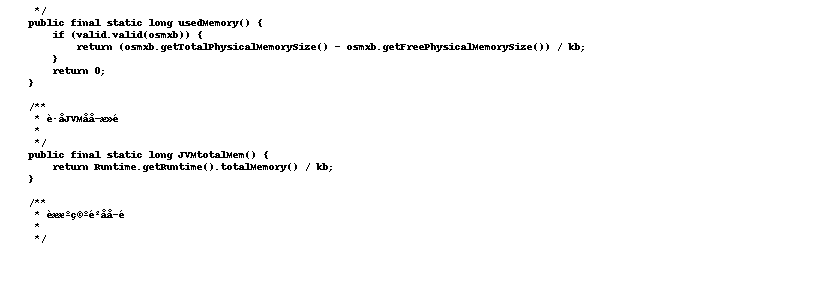 */
public final static long usedMemory() {
if (valid.valid(osmxb)) {
return (osmxb.getTotalPhysicalMemorySize() - osmxb.getFreePhysicalMemorySize()) / kb;
}
return 0;
}
/**
* è·åJVMåå­æ»é
*
*/
public final static long JVMtotalMem() {
return Runtime.getRuntime().totalMemory() / kb;
}
/**
* èææºç©ºé²åå­é
*
*/